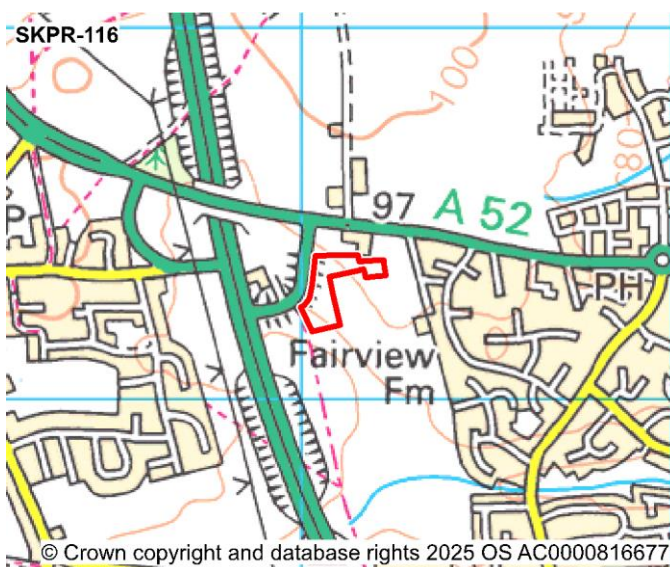 SKPR-116
100
80
97
A 52
P
PH
Fairview
Fm
© Crown copyright and database rights 2025 OS AC0000816677